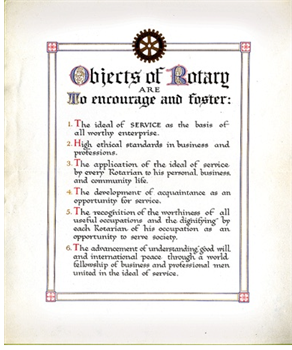 Objects of Rotary
ARE
To encourage and foster:
1. The ideal of SERVICE as the basis of
all worthy enterprise.
2. High ethical standards in business and
professions.
3. The application of the ideal of service
by every Rotarian to his personal, business,
and community life.
4. The development of acquaintance as an
opportunity for service.
5. The recognition of the worthiness of all
useful occupations and the dignifying by
each Rotarian of his occupation as an
opportunity to serve society.
6. The advancement of understanding, good will,
and international peace through a world
fellowship of business and professional men
united in the ideal of service.